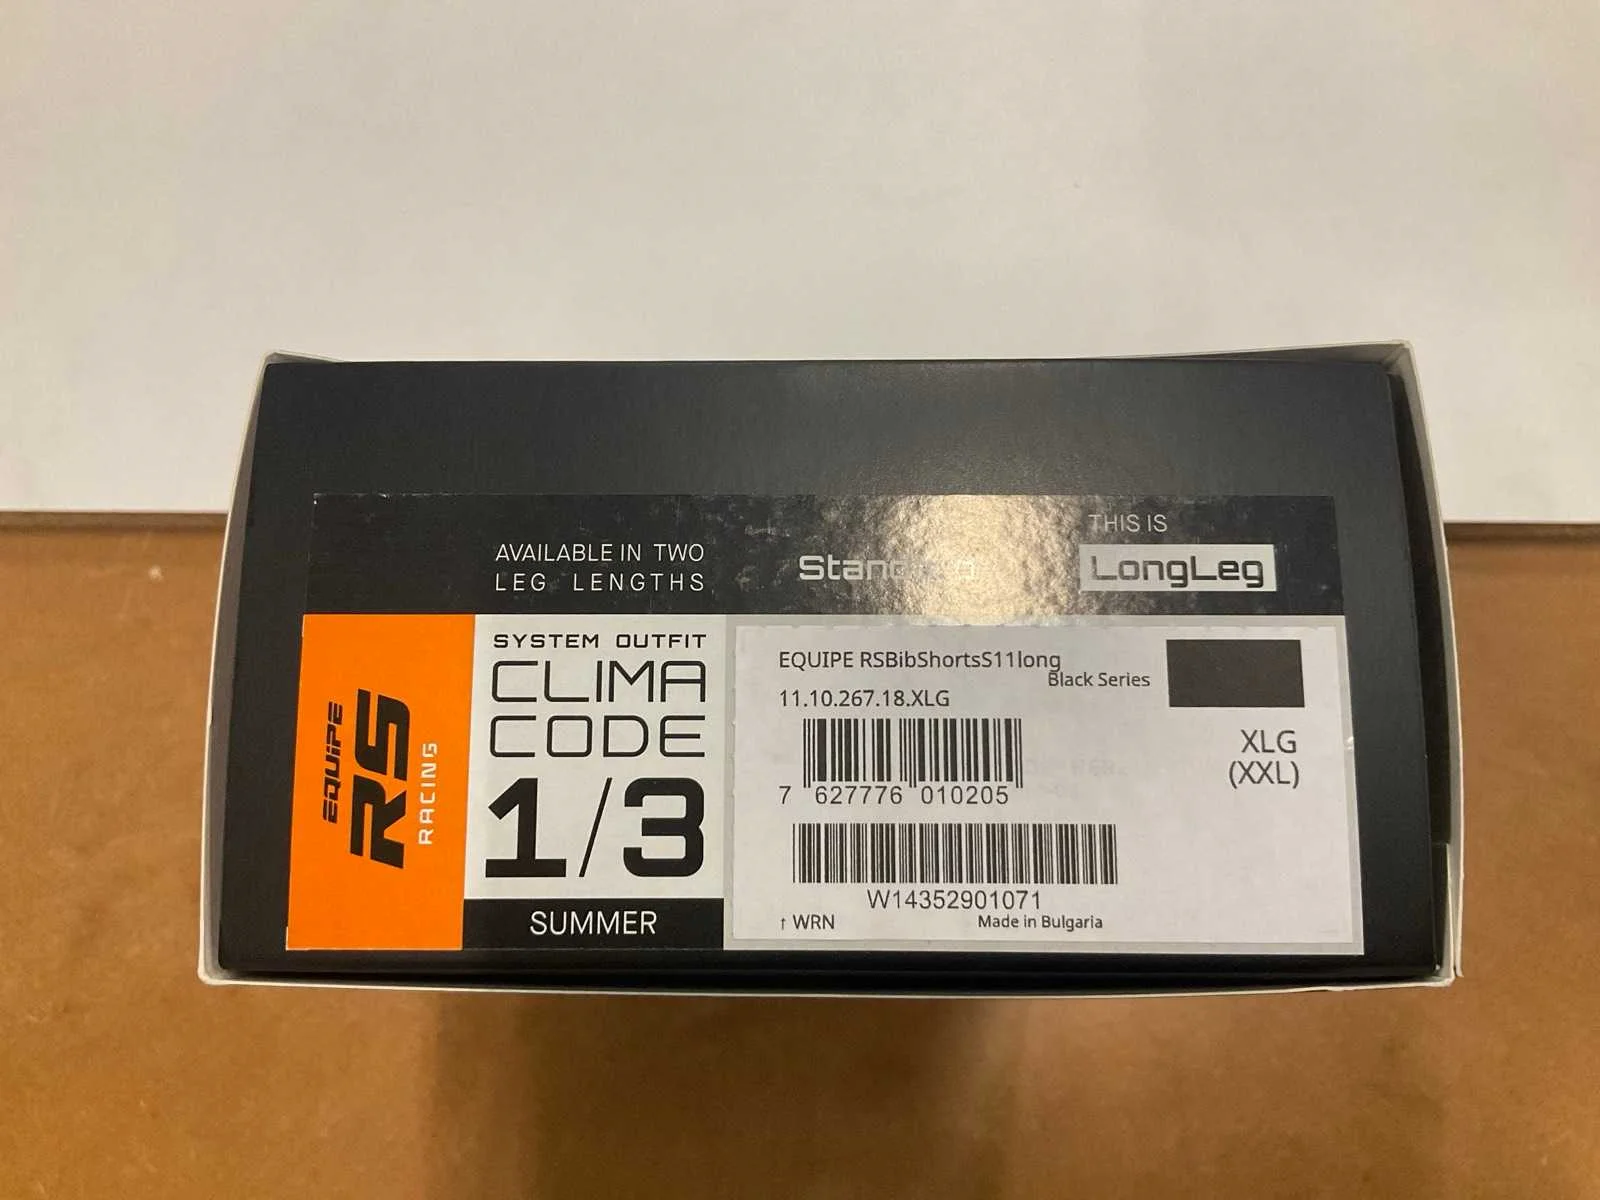 THIS IS
AVAILABLE IN TWO
LEG LENGTHS
LongLeg
EQUIPE
RS
RACING
SYSTEM OUTFIT
CLIMA
CODE
1/3
SUMMER
EQUIPE RSBibShortsS11long
Black Series
11.10.267.18.XLG
7 627776 010205
XLG
(XXL)
W14352901071
↑ WRN Made in Bulgaria